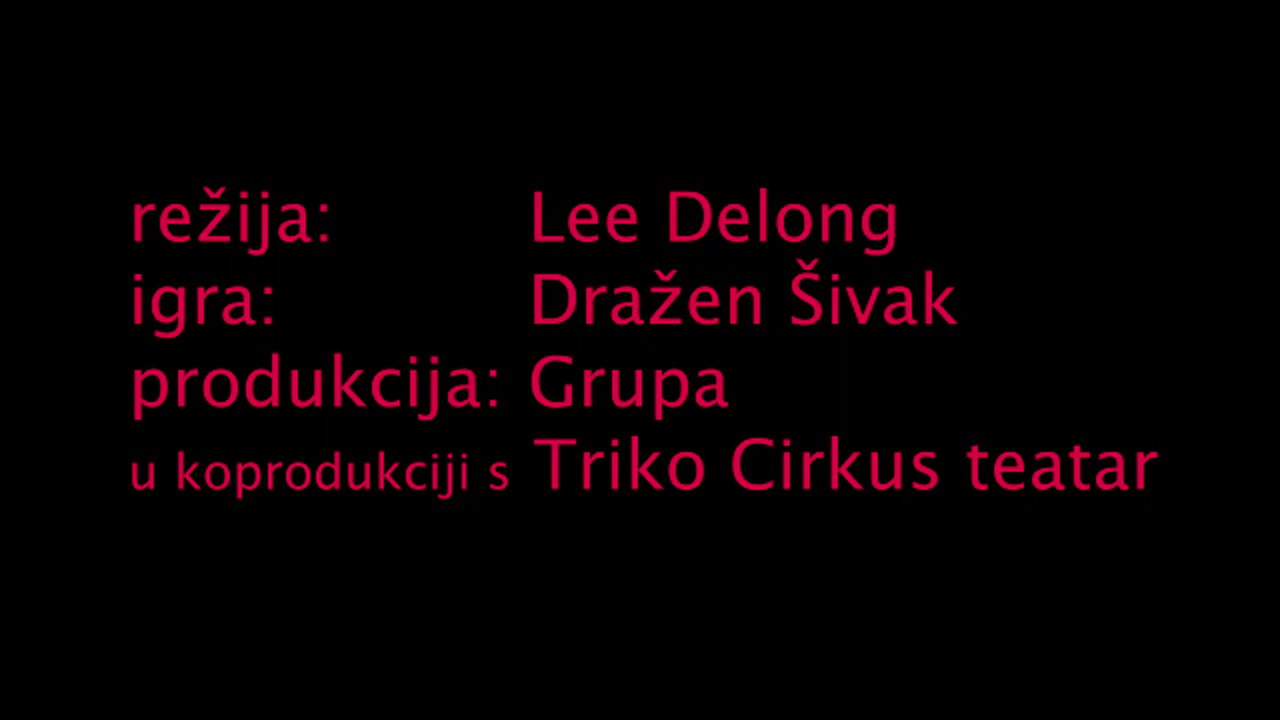 režija: Lee Delong
igra: Dražen Šivak
produkcija: Grupa
u koprodukciji s Triko Cirkus teatar